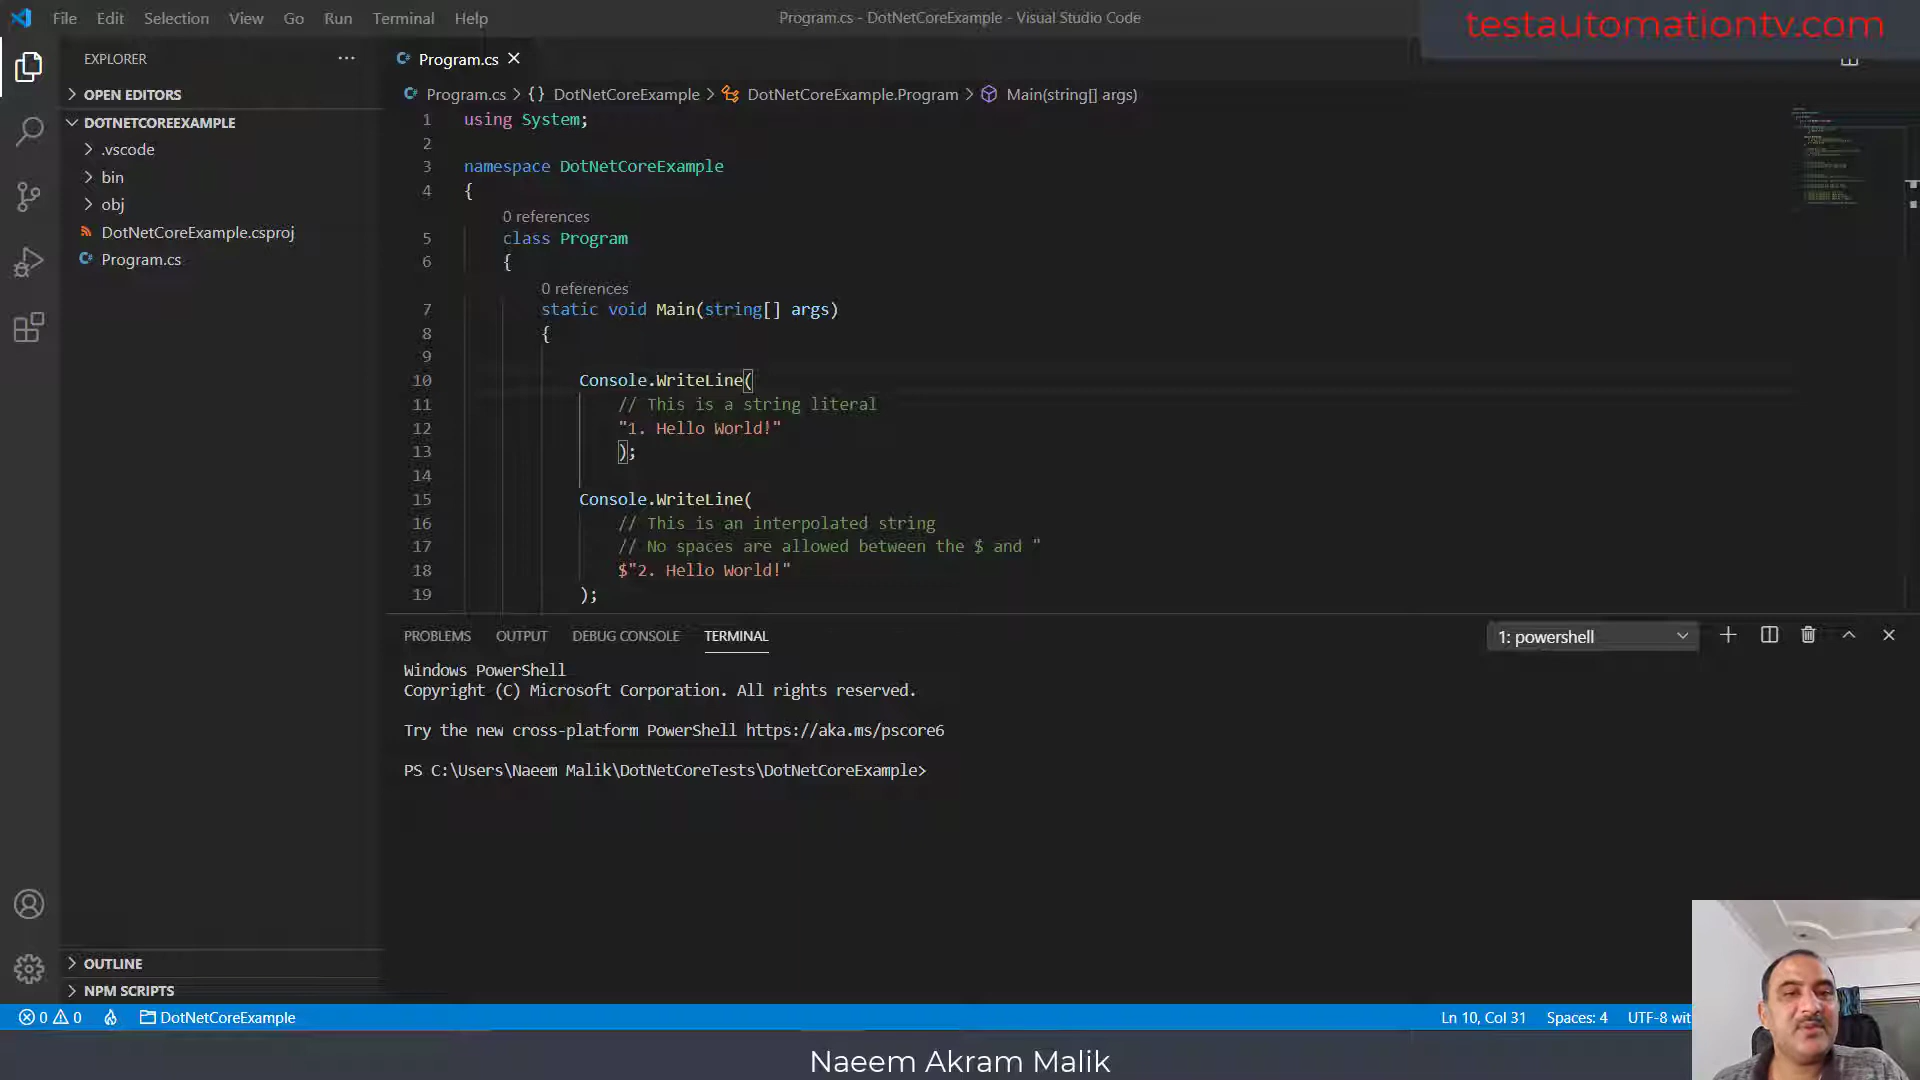 File Edit Selection View Go Run Terminal Help
Program.cs - DotNetCoreExample - Visual Studio Code
testautomationtv.com
EXPLORER
OPEN EDITORS
DOTNETCOREEXAMPLE
.vscode
bin
obj
DotNetCoreExample.csproj
C# Program.cs
OUTLINE
NPM SCRIPTS
C# Program.cs
C# Program.cs > {} DotNetCoreExample > DotNetCoreExample.Program > Main(string[] args)
1 using System;
2
3 namespace DotNetCoreExample
4 {
0 references
5 class Program
6 {
0 references
7 static void Main(string[] args)
8 {
9
10 Console.WriteLine(
11 // This is a string literal
12 "1. Hello World!"
13 );
14
15 Console.WriteLine(
16 // This is an interpolated string
17 // No spaces are allowed between the $ and "
18 $"2. Hello World!"
19 );
PROBLEMS OUTPUT DEBUG CONSOLE TERMINAL
1: powershell
Windows PowerShell
Copyright (C) Microsoft Corporation. All rights reserved.
Try the new cross-platform PowerShell https://aka.ms/pscore6
PS C:\Users\Naeem Malik\DotNetCoreTests\DotNetCoreExample>
0 0 DotNetCoreExample
Ln 10, Col 31 Spaces: 4 UTF-8 wit
Naeem Akram Malik